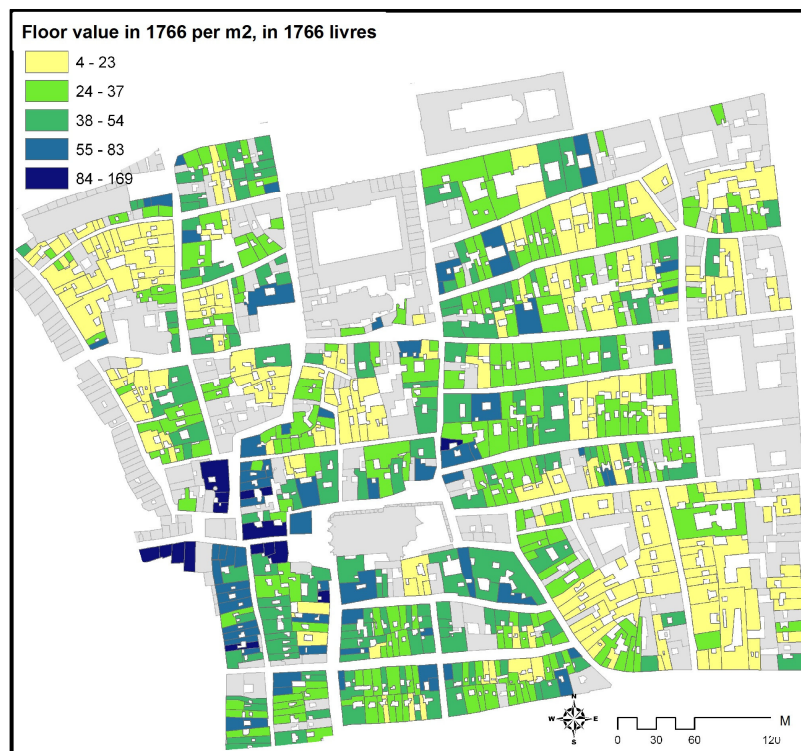 Floor value in 1766 per m2, in 1766 livres
4 - 23
24 - 37
38 - 54
55 - 83
84 - 169
N
W E
S
0 30 60 120 M